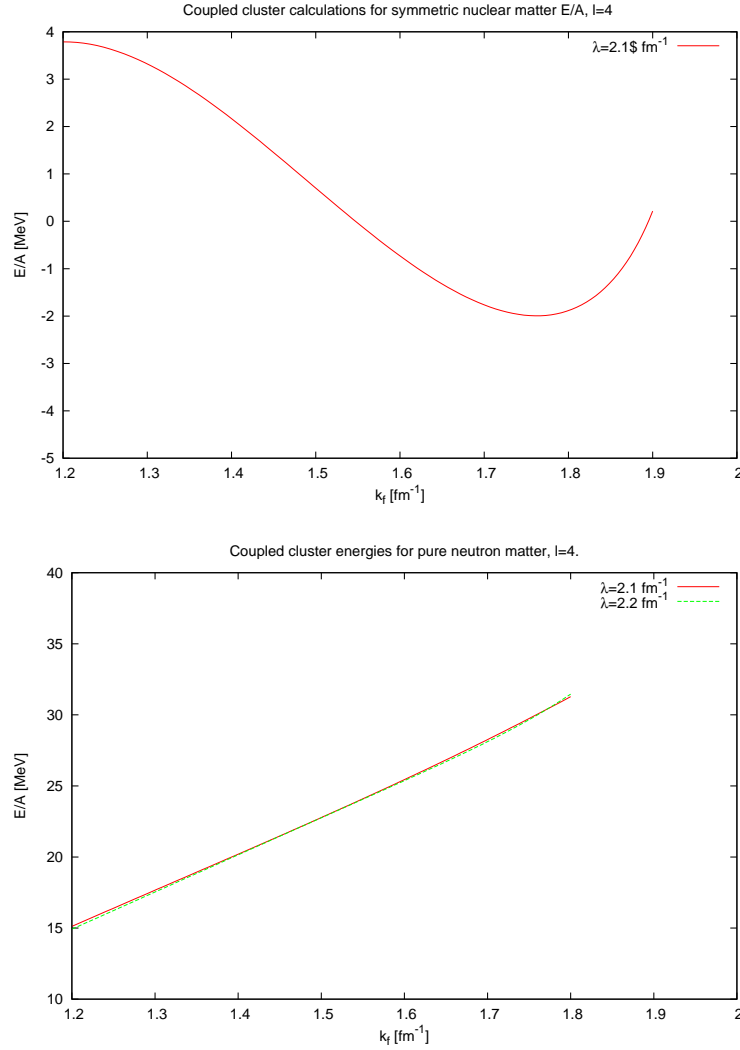 Coupled cluster calculations for symmetric nuclear matter E/A, l=4
λ=2.1$ fm-1
4
3
2
1
0
-1
-2
-3
-4
-5
E/A [MeV]
1.2 1.3 1.4 1.5 1.6 1.7 1.8 1.9 2
kf [fm-1]
Coupled cluster energies for pure neutron matter, l=4.
λ=2.1 fm-1
λ=2.2 fm-1
40
35
30
25
20
15
10
E/A [MeV]
1.2 1.3 1.4 1.5 1.6 1.7 1.8 1.9 2
kf [fm-1]